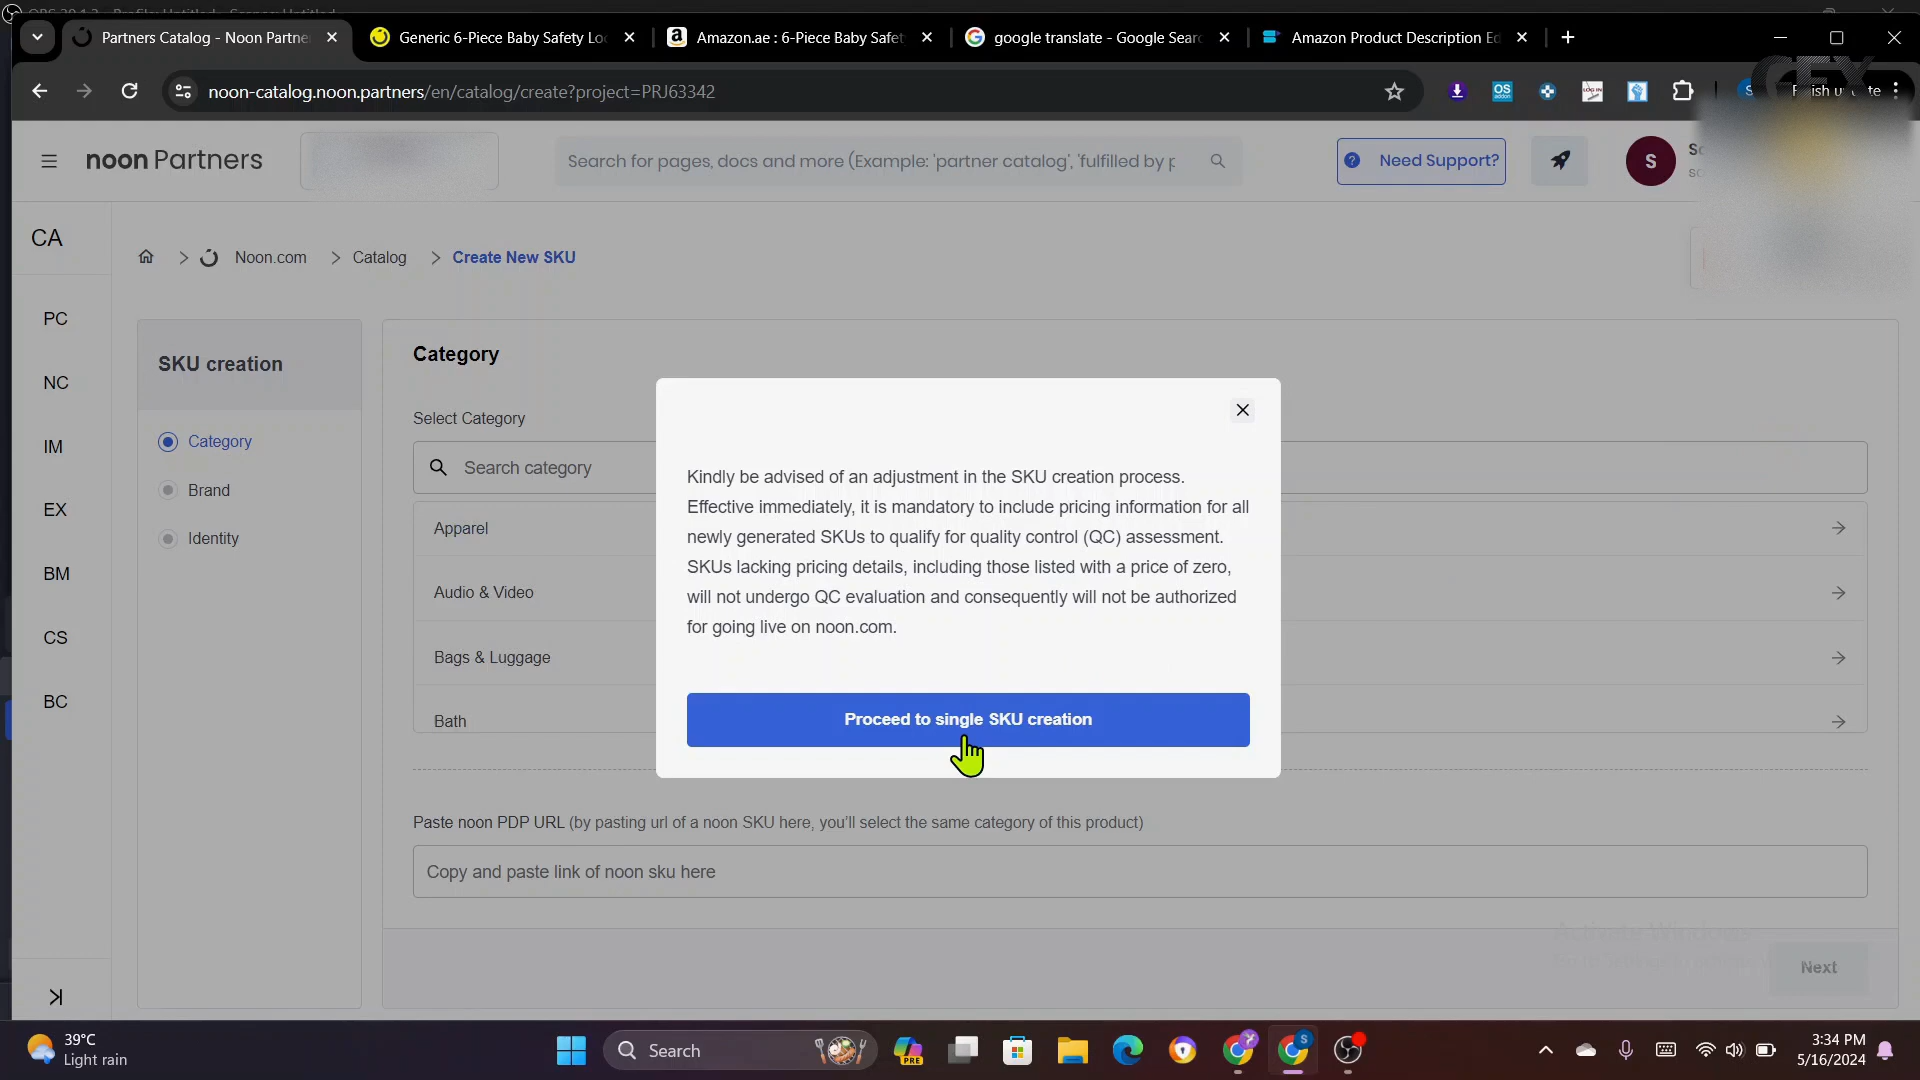 Partners Catalog - Noon Partne
Generic 6-Piece Baby Safety Lo
Amazon.ae : 6-Piece Baby Safet
google translate - Google Searc
Amazon Product Description Ed
noon-catalog.noon.partners/en/catalog/create?project=PRJ63342
GFX
noon Partners
Search for pages, docs and more (Example: 'partner catalog', 'fulfilled by p
Need Support?
S
CA
Noon.com
Catalog
Create New SKU
PC
NC
IM
EX
BM
CS
BC
SKU creation
Category
Brand
Identity
Category
Select Category
Search category
Apparel
Audio & Video
Bags & Luggage
Bath
Kindly be advised of an adjustment in the SKU creation process.
Effective immediately, it is mandatory to include pricing information for all
newly generated SKUs to qualify for quality control (QC) assessment.
SKUs lacking pricing details, including those listed with a price of zero,
will not undergo QC evaluation and consequently will not be authorized
for going live on noon.com.
Proceed to single SKU creation
Paste noon PDP URL (by pasting url of a noon SKU here, you'll select the same category of this product)
Copy and paste link of noon sku here
Activate Windows
Next
39°C
Light rain
Search
PRE
3:34 PM
5/16/2024